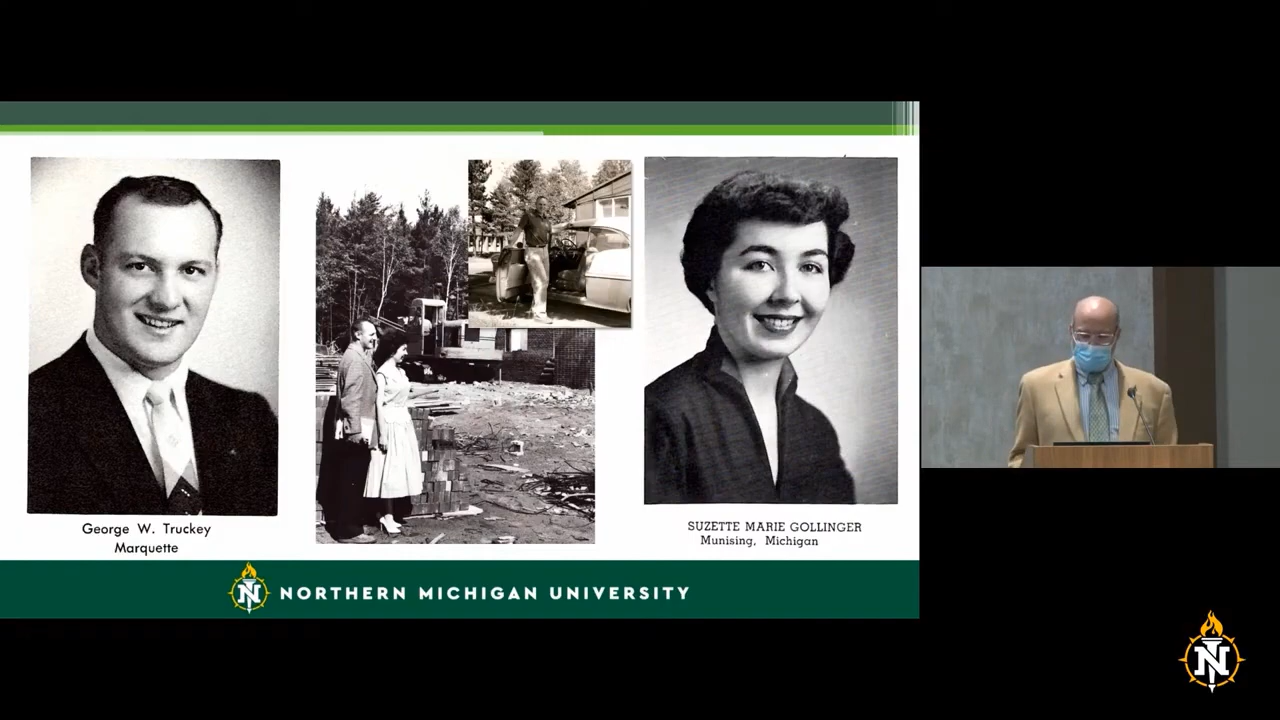 George W. Truckey
Marquette
SUZETTE MARIE GOLLINGER
Munising, Michigan
N NORTHERN MICHIGAN UNIVERSITY
N